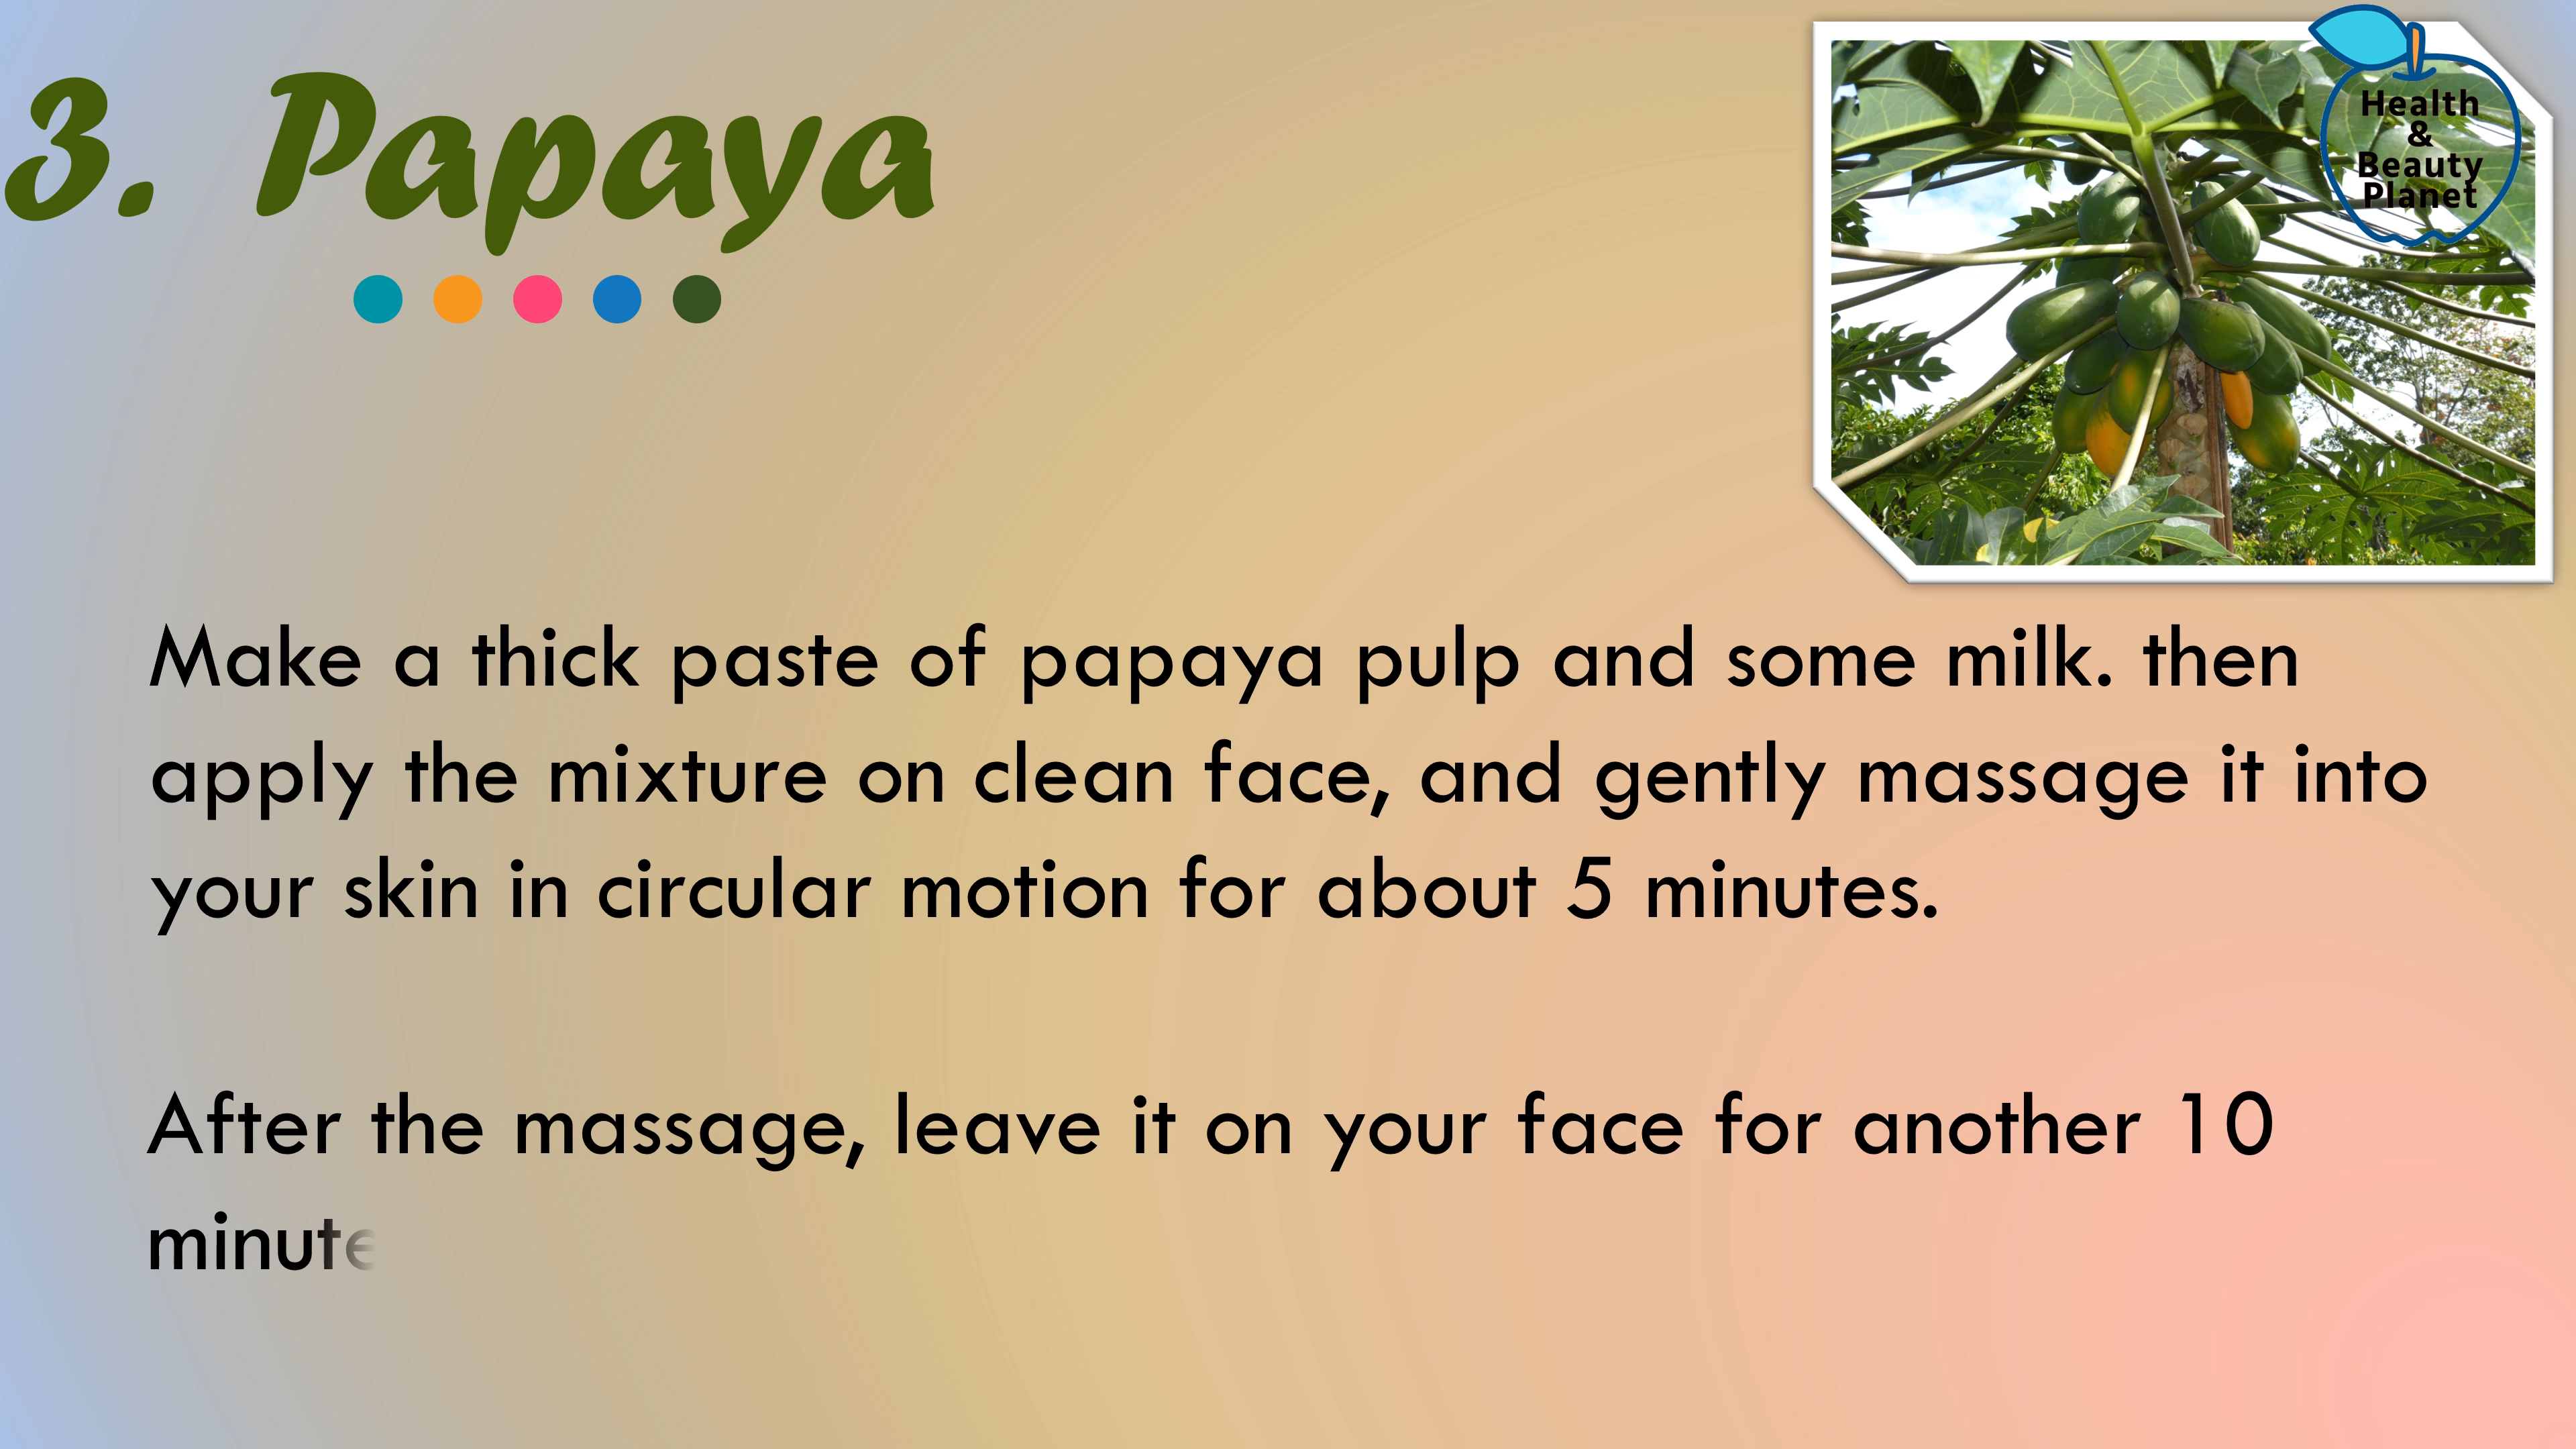 3. Papaya
Health
&
Beauty
Planet
Make a thick paste of papaya pulp and some milk. then
apply the mixture on clean face, and gently massage it into
your skin in circular motion for about 5 minutes.
After the massage, leave it on your face for another 10
minute